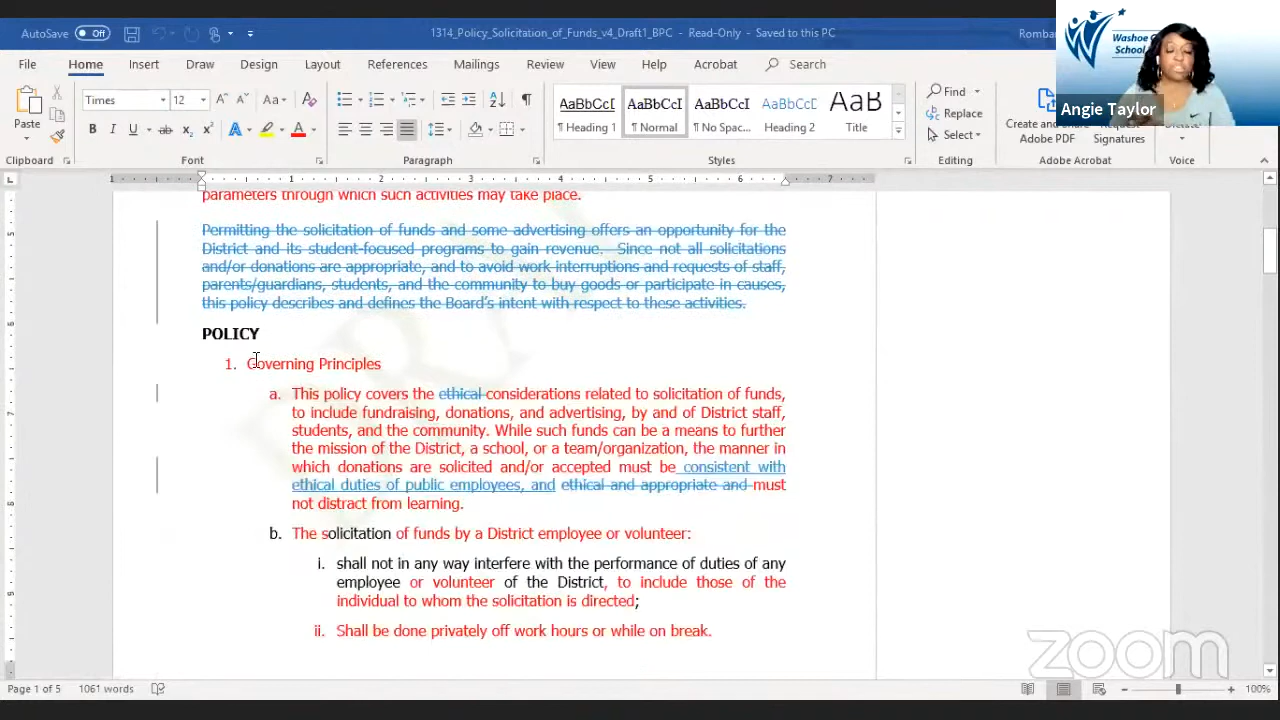 AutoSave Off
1314_Policy_Solicitation_of_Funds_v4_Draft1_BPC - Read-Only - Saved to this PC
Washoe
School
Angie Taylor
File Home Insert Draw Design Layout References Mailings Review View Help Acrobat Search
Times 12
Paste
AaBbCcI AaBbCcI AaBbCcI AaBbCcI AaB
¶ Heading 1 ¶ Normal ¶ No Spac... Heading 2 Title
Find
Replace
Select
Adobe PDF
Signatures
Clipboard Font Paragraph Styles Editing Adobe Acrobat Voice
1 1 2 3 4 5 6 7
parameters through which such activities may take place.
Permitting the solicitation of funds and some advertising offers an opportunity for the
District and its student-focused programs to gain revenue. Since not all solicitations
and/or donations are appropriate, and to avoid work interruptions and requests of staff,
parents/guardians, students, and the community to buy goods or participate in causes,
this policy describes and defines the Board's intent with respect to these activities.
POLICY
1. Governing Principles
a. This policy covers the ethical considerations related to solicitation of funds,
to include fundraising, donations, and advertising, by and of District staff,
students, and the community. While such funds can be a means to further
the mission of the District, a school, or a team/organization, the manner in
which donations are solicited and/or accepted must be consistent with
ethical duties of public employees, and ethical and appropriate and must
not distract from learning.
b. The solicitation of funds by a District employee or volunteer:
i. shall not in any way interfere with the performance of duties of any
employee or volunteer of the District, to include those of the
individual to whom the solicitation is directed;
ii. Shall be done privately off work hours or while on break.
zoom
Page 1 of 5 1061 words 100%